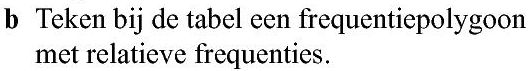 b Teken bij de tabel een frequentiepolygoon
met relatieve frequenties.